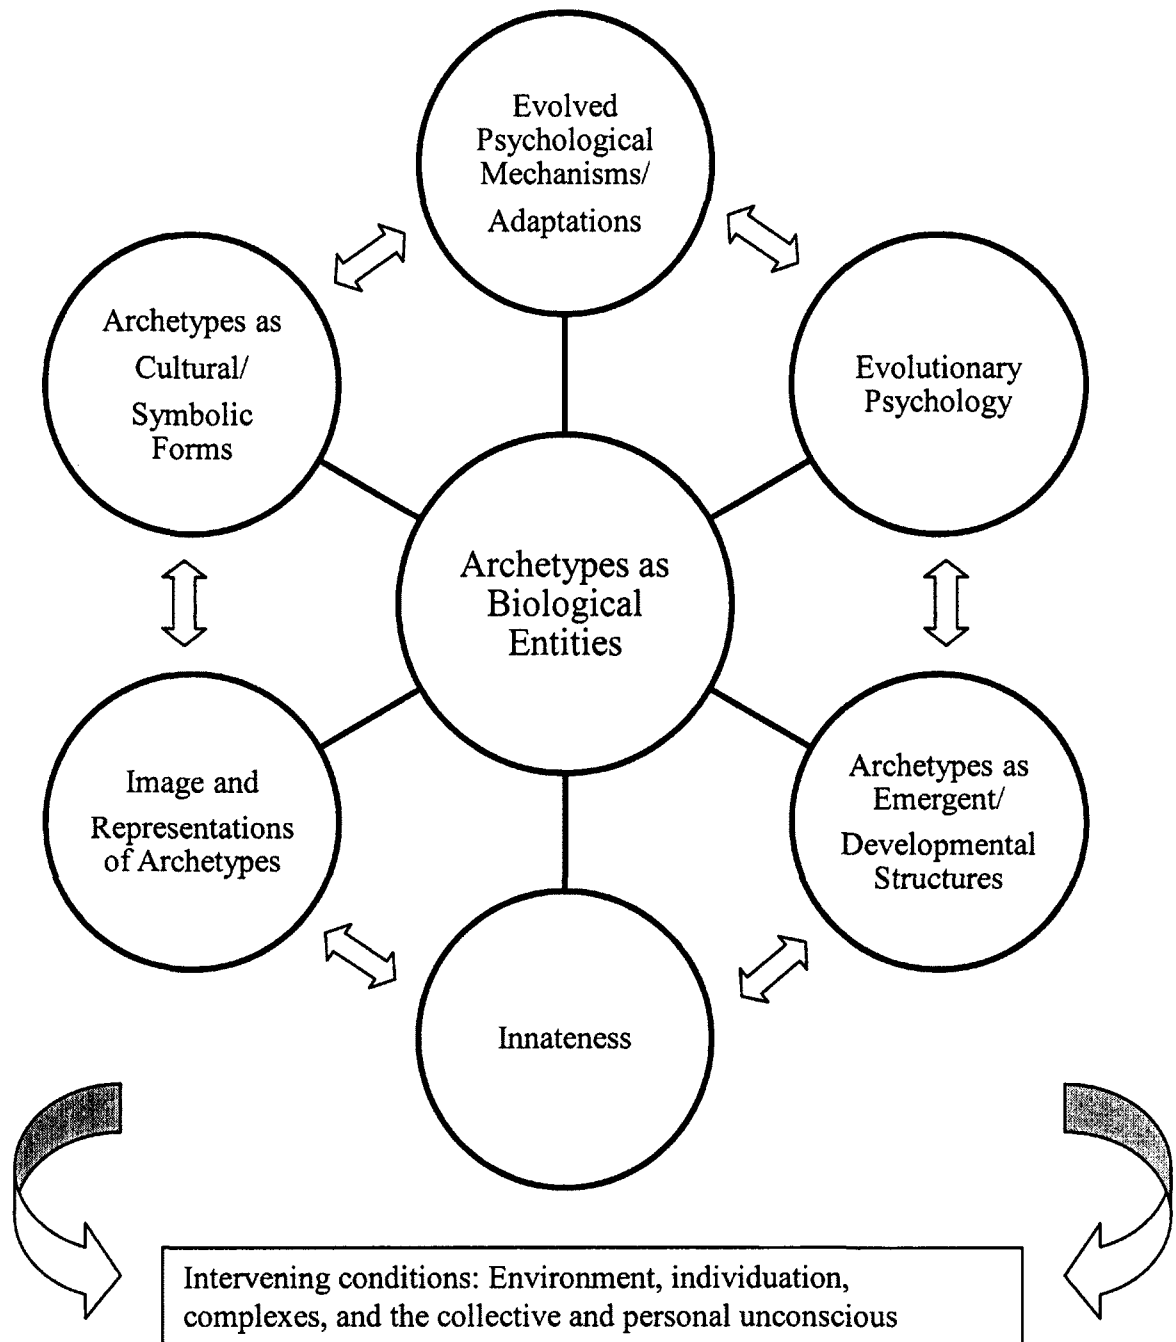 Evolved
Psychological
Mechanisms/
Adaptations
Archetypes as
Cultural/
Symbolic
Forms
Evolutionary
Psychology
Archetypes as
Biological
Entities
Image and
Representations
of Archetypes
Archetypes as
Emergent/
Developmental
Structures
Innateness
Intervening conditions: Environment, individuation,
complexes, and the collective and personal unconscious